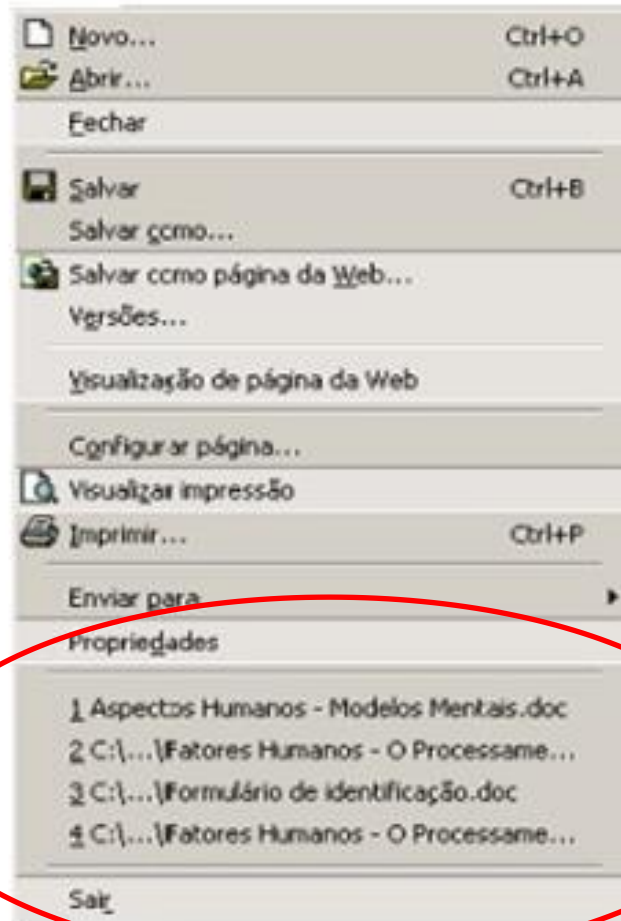 Novo... Ctrl+O
Abrir... Ctrl+A
Fechar
Salvar Ctrl+B
Salvar como...
Salvar como página da Web...
Versões...
Visualização de página da Web
Configurar página...
Visualizar impressão
Imprimir... Ctrl+P
Enviar para
Propriedades
1 Aspectos Humanos - Modelos Mentais.doc
2 C:\...\Fatores Humanos - O Processame...
3 C:\...\Formulário de identificação.doc
4 C:\...\Fatores Humanos - O Processame...
Sair